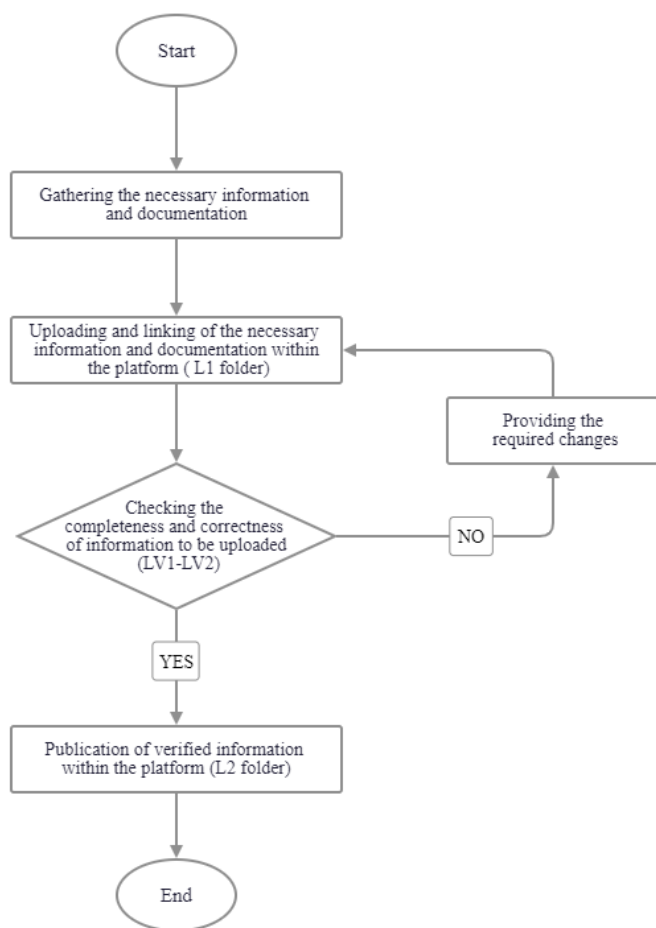 Start
Gathering the necessary information
and documentation
Uploading and linking of the necessary
information and documentation within
the platform ( L1 folder)
Providing the
required changes
Checking the
completeness and correctness
of information to be uploaded
(LV1-LV2)
NO
YES
Publication of verified information
within the platform (L2 folder)
End